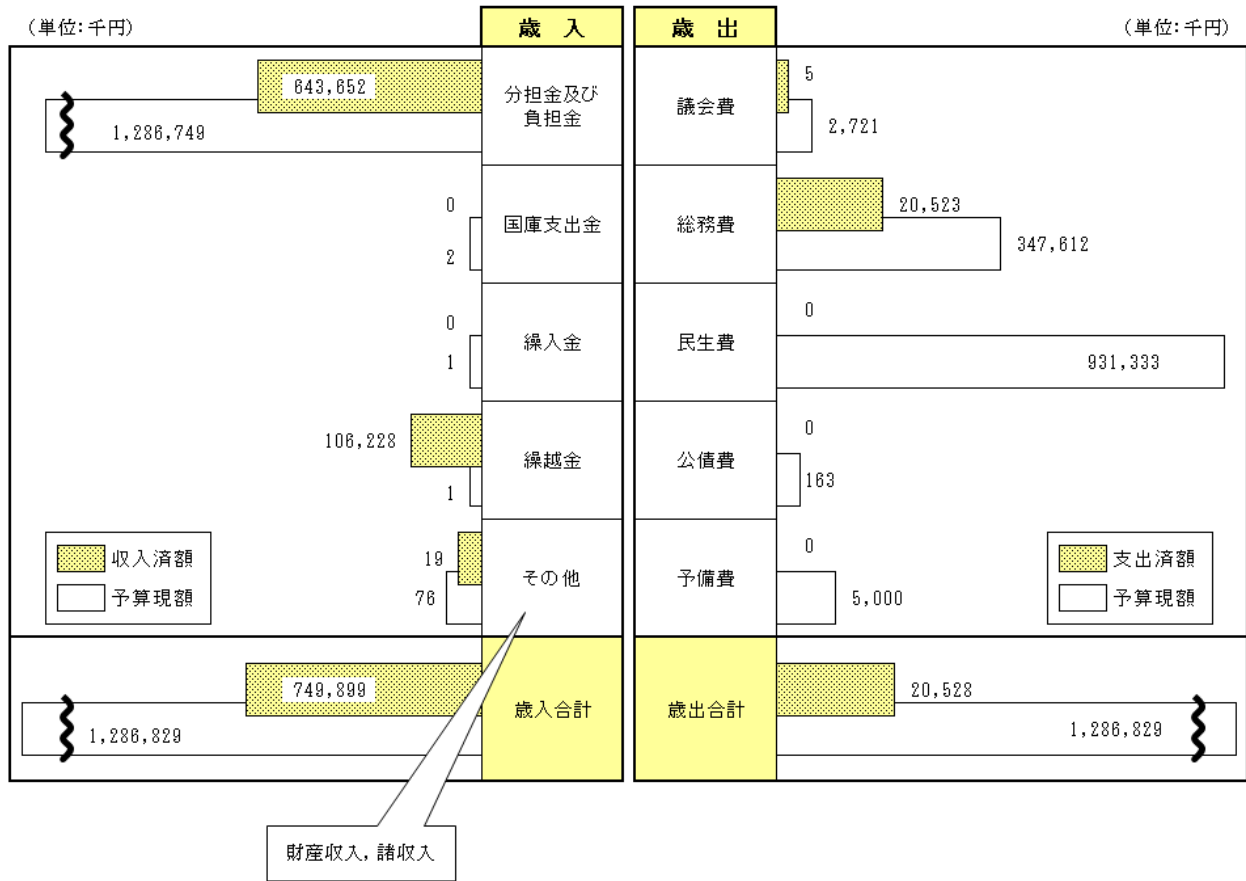 (単位:千円)
歳 入
歳 出
(単位:千円)
643,652
1,286,749
分担金及び
負担金
議会費
5
2,721
0
2
国庫支出金
総務費
20,523
347,612
0
1
繰入金
民生費
0
931,333
106,228
1
繰越金
公債費
0
163
収入済額
予算現額
19
76
その他
予備費
0
5,000
支出済額
予算現額
749,899
1,286,829
歳入合計
歳出合計
20,528
1,286,829
財産収入, 諸収入